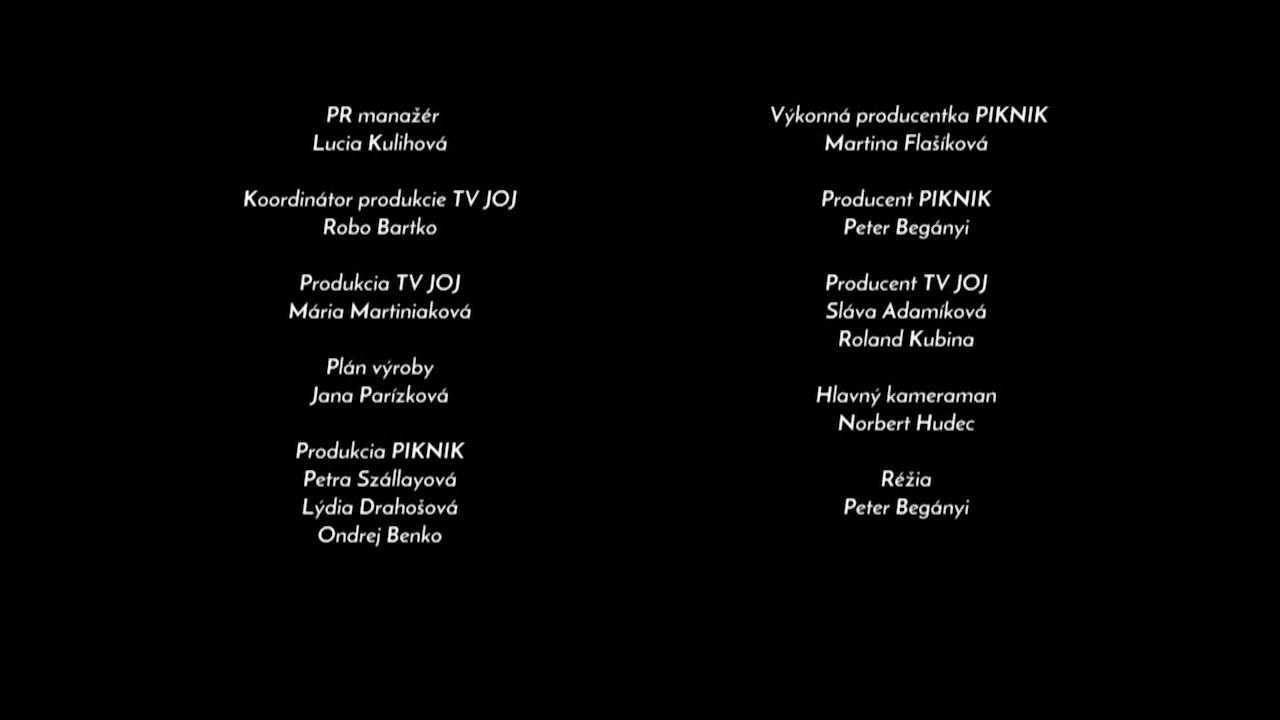 PR manažér
Lucia Kulihová
Koordinátor produkcie TV JOJ
Robo Bartko
Produkcia TV JOJ
Mária Martiniaková
Plán výroby
Jana Parízková
Produkcia PIKNIK
Petra Szállayová
Lýdia Drahošová
Ondrej Benko
Výkonná producentka PIKNIK
Martina Flašíková
Producent PIKNIK
Peter Begányi
Producent TV JOJ
Sláva Adamíková
Roland Kubina
Hlavný kameraman
Norbert Hudec
Réžia
Peter Begányi